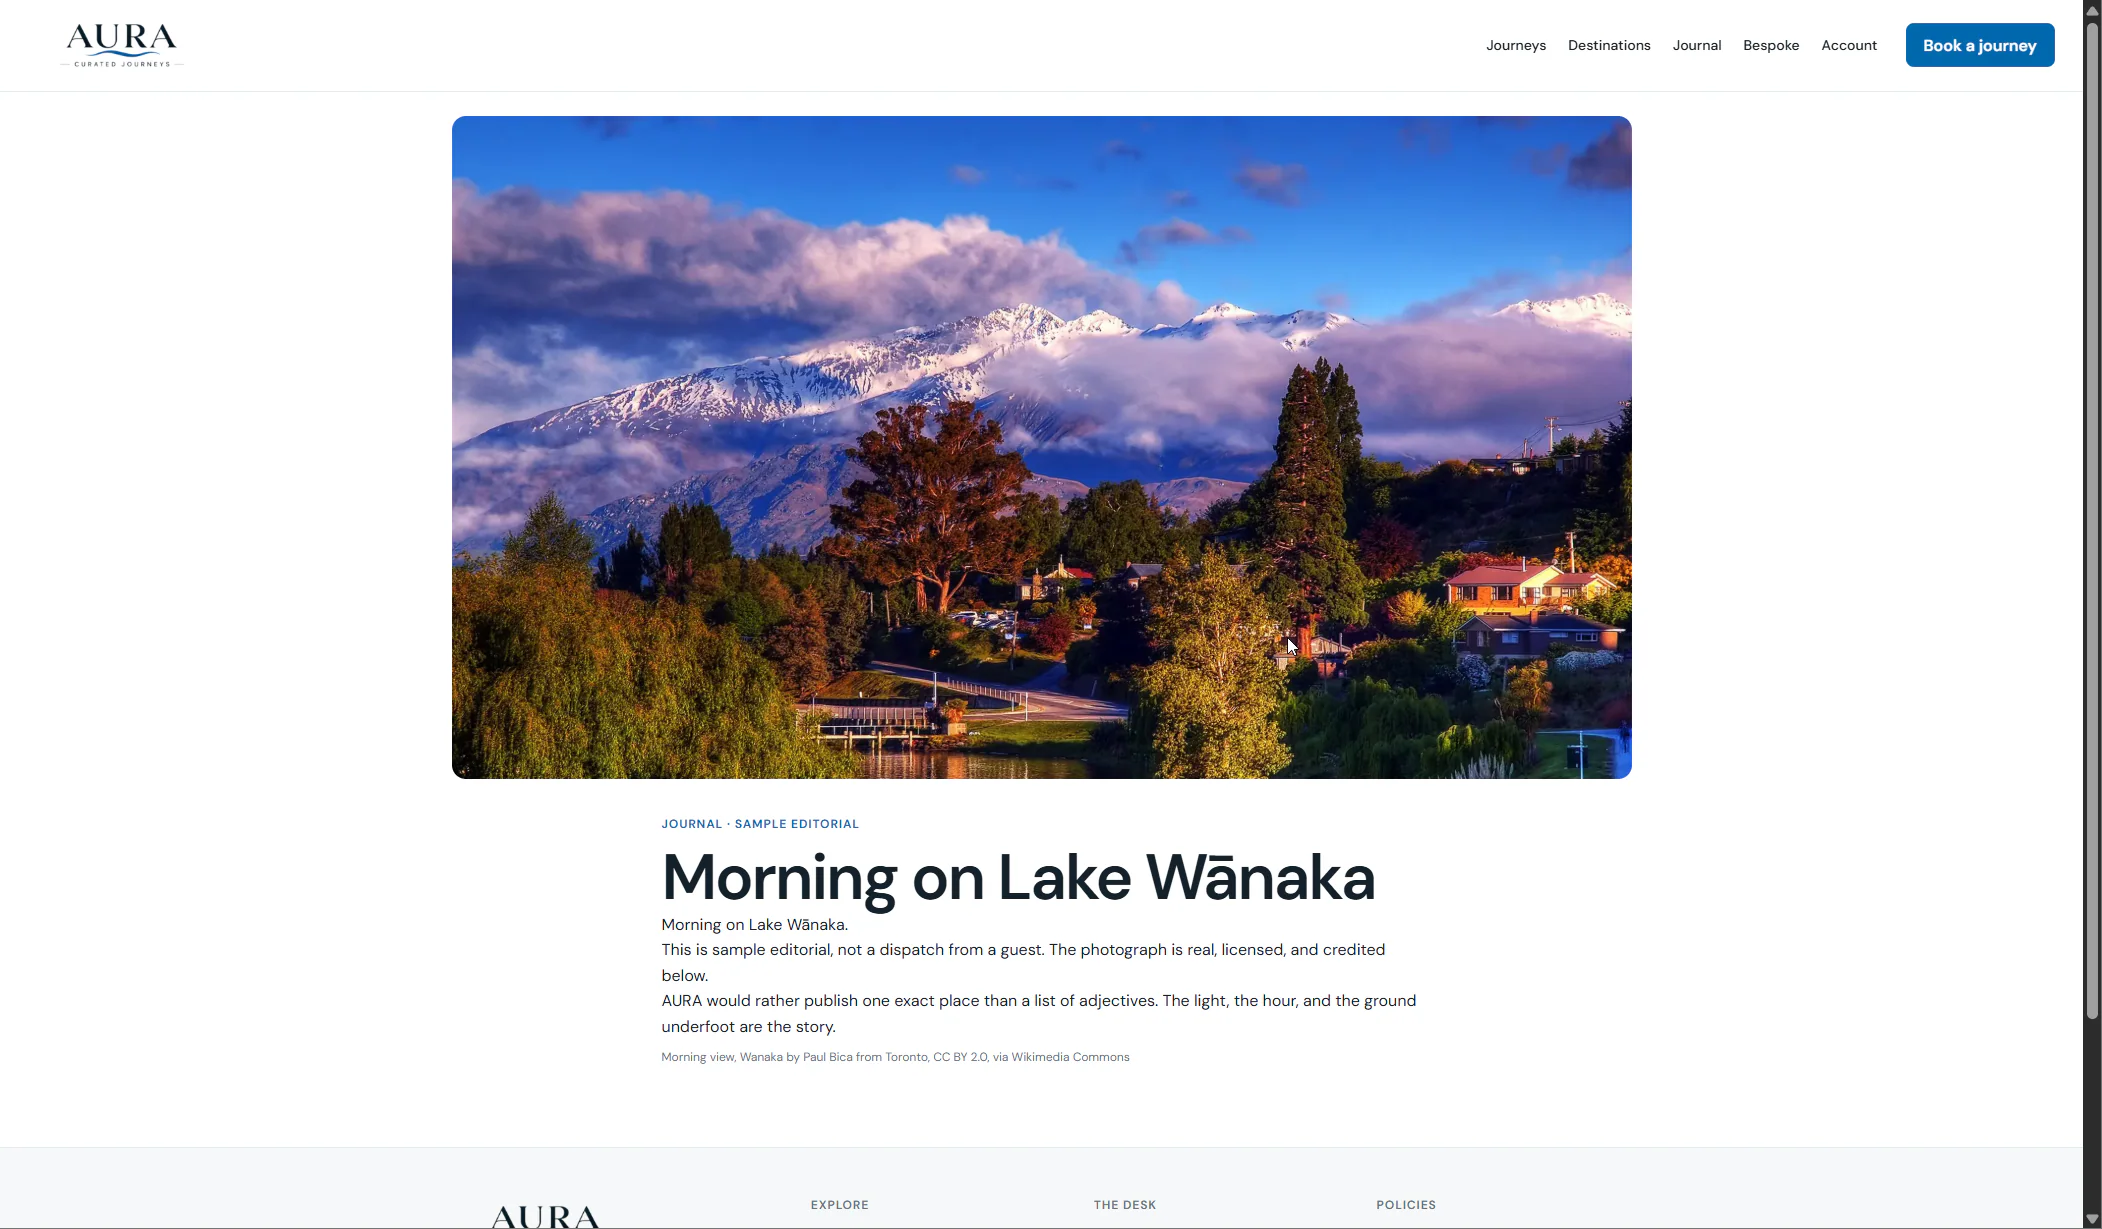 AURA
CURATED JOURNEYS
Journeys
Destinations
Journal
Bespoke
Account
Book a journey
JOURNAL · SAMPLE EDITORIAL
Morning on Lake Wānaka
Morning on Lake Wānaka.
This is sample editorial, not a dispatch from a guest. The photograph is real, licensed, and credited
below.
AURA would rather publish one exact place than a list of adjectives. The light, the hour, and the ground
underfoot are the story.
Morning view, Wanaka by Paul Bica from Toronto, CC BY 2.0, via Wikimedia Commons
AURA
EXPLORE
THE DESK
POLICIES